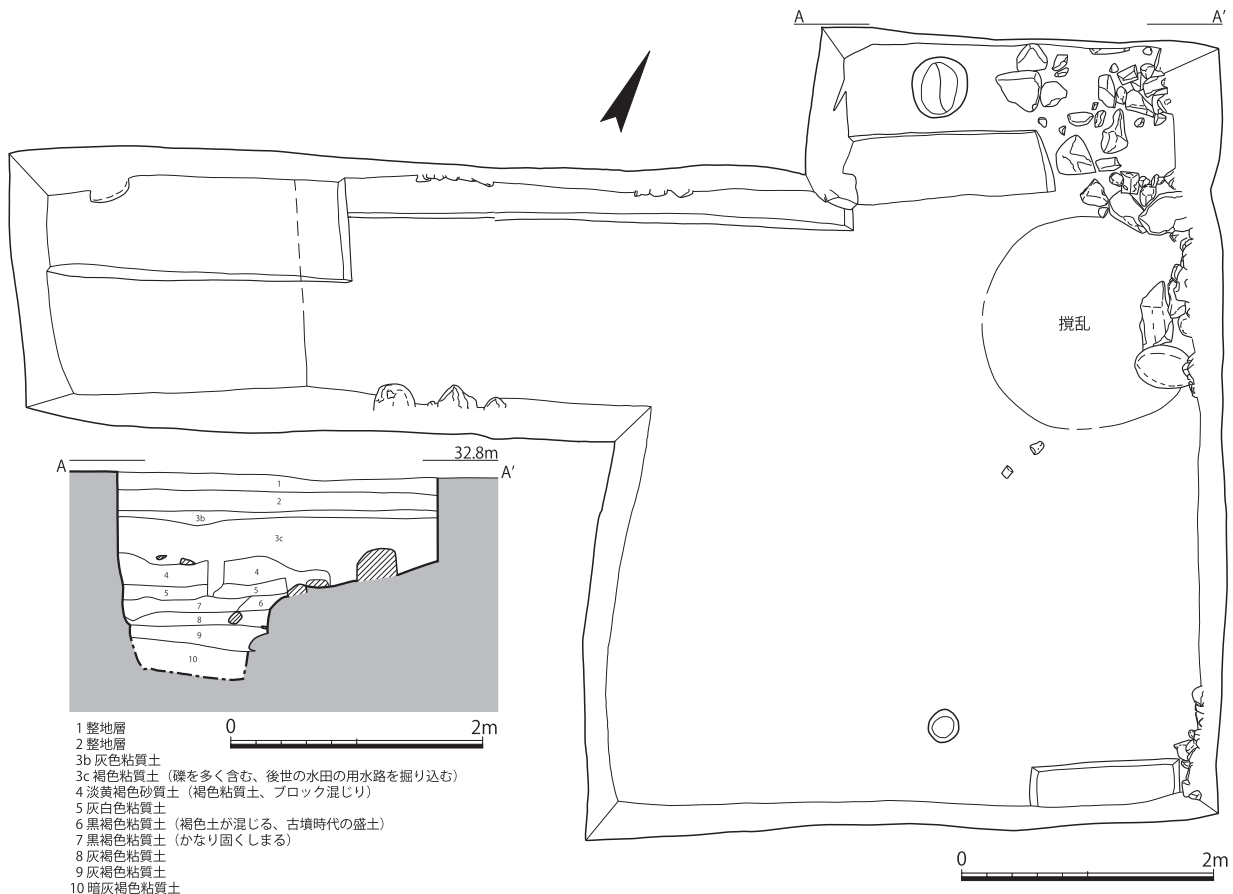 A A’
撹乱
A 32.8m A’
1
2
3b
3c
4 4
5 5
7 6
8
9
10
0 2m
1 整地層
2 整地層
3b 灰色粘質土
3c 褐色粘質土（礫を多く含む、後世の水田の用水路を掘り込む）
4 淡黄褐色砂質土（褐色粘質土、ブロック混じり）
5 灰白色粘質土
6 黒褐色粘質土（褐色土が混じる、古墳時代の盛土）
7 黒褐色粘質土（かなり固くしまる）
8 灰褐色粘質土
9 灰褐色粘質土
10 暗灰褐色粘質土
0 2m